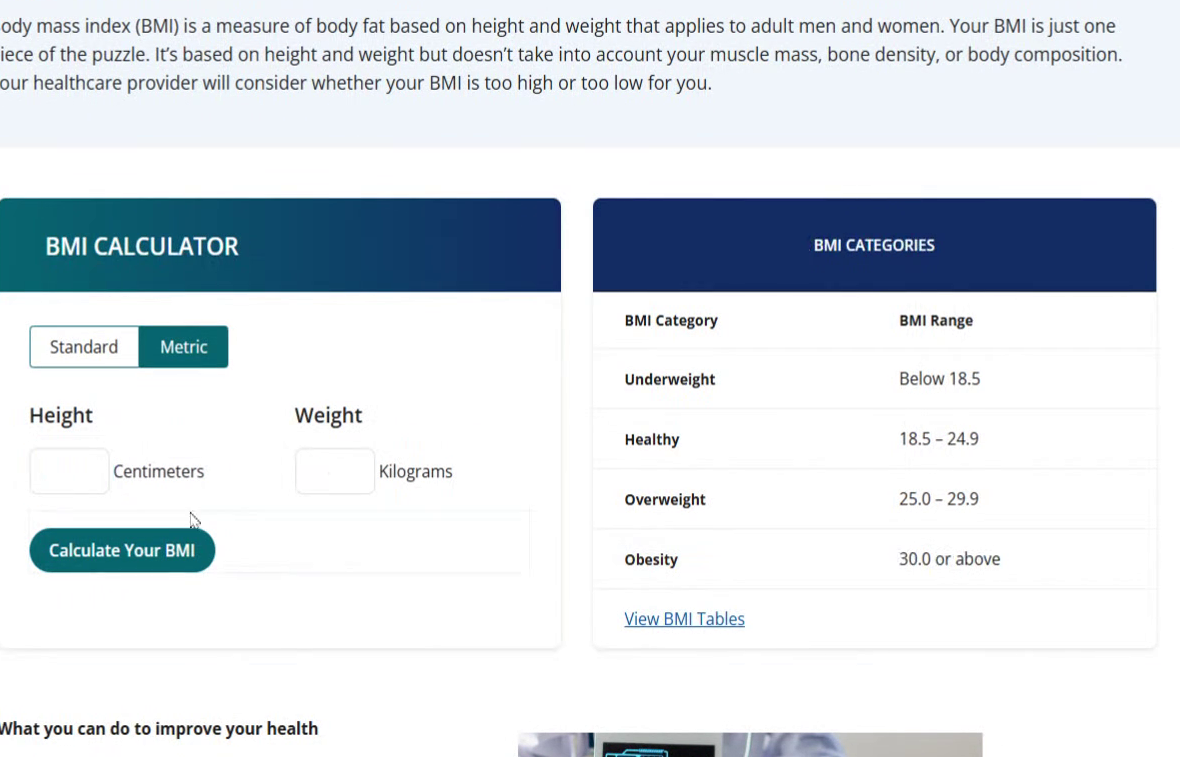 ody mass index (BMI) is a measure of body fat based on height and weight that applies to adult men and women. Your BMI is just one
iece of the puzzle. It’s based on height and weight but doesn’t take into account your muscle mass, bone density, or body composition.
our healthcare provider will consider whether your BMI is too high or too low for you.
BMI CALCULATOR
Standard Metric
Height Weight
Centimeters Kilograms
Calculate Your BMI
BMI CATEGORIES
BMI Category BMI Range
Underweight Below 18.5
Healthy 18.5 – 24.9
Overweight 25.0 – 29.9
Obesity 30.0 or above
View BMI Tables
What you can do to improve your health